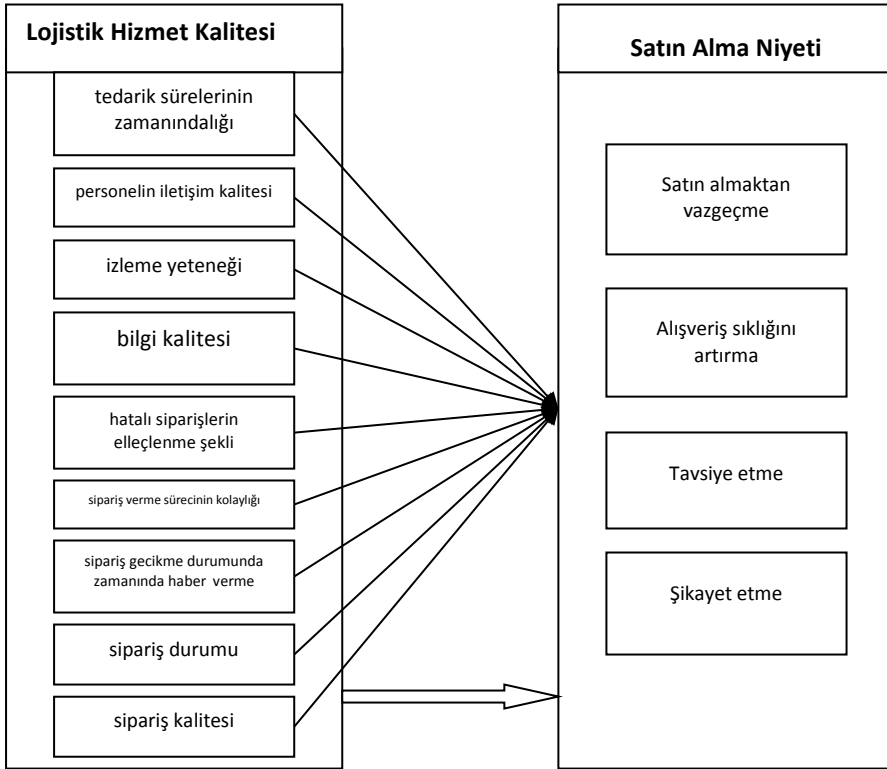 Lojistik Hizmet Kalitesi
tedarik sürelerinin
zamanındalığı
personelin iletişim kalitesi
izleme yeteneği
bilgi kalitesi
hatalı siparişlerin
elleçlenme şekli
sipariş verme sürecinin kolaylığı
sipariş gecikme durumunda
zamanında haber verme
sipariş durumu
sipariş kalitesi
Satın Alma Niyeti
Satın almaktan
vazgeçme
Alışveriş sıklığını
artırma
Tavsiye etme
Şikayet etme